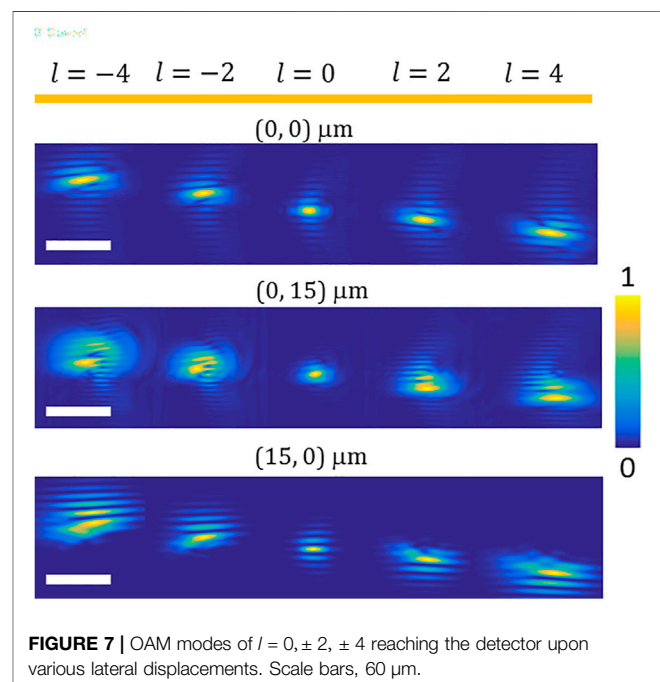 l = −4 l = −2 l = 0 l = 2 l = 4
(0, 0) μm
(0, 15) μm
1
0
(15, 0) μm
FIGURE 7 | OAM modes of l = 0, ± 2, ± 4 reaching the detector upon
various lateral displacements. Scale bars, 60 μm.